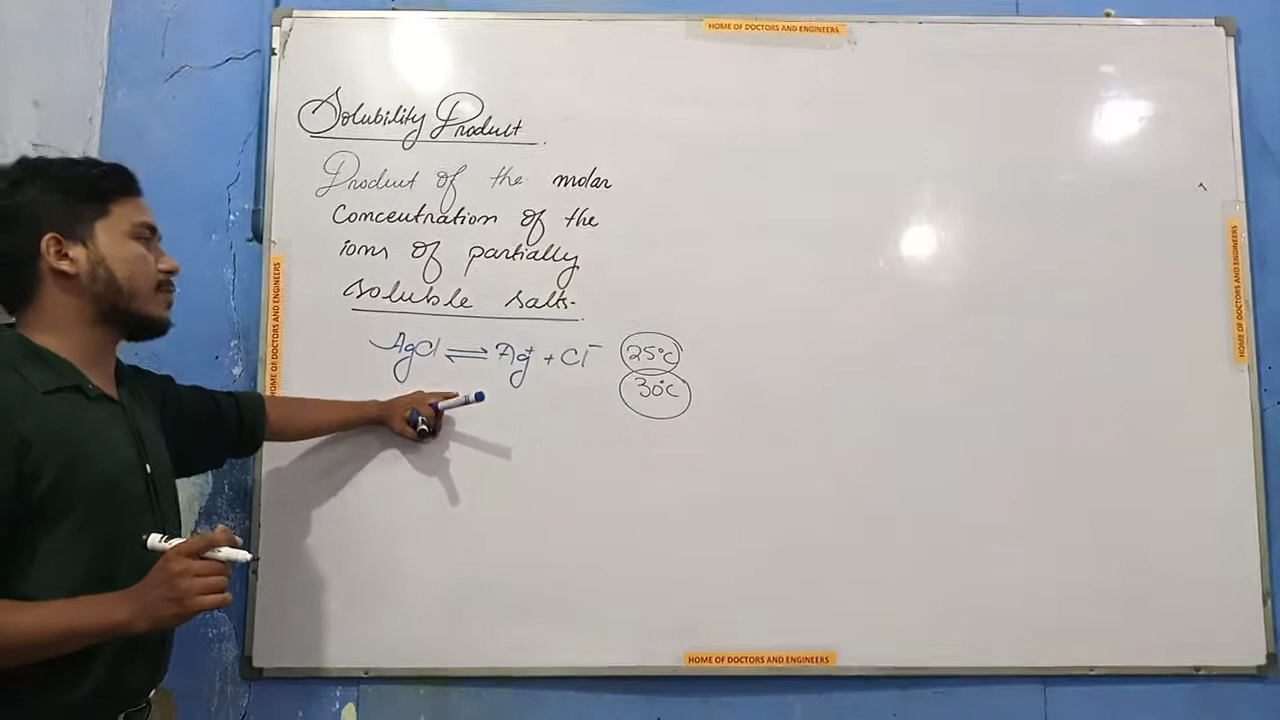 HOME OF DOCTORS AND ENGINEERS
Solubility Product
Product of the molar
Concentration of the
ions of partially
soluble salts.
AgCl ⇌ Ag⁺ + Cl⁻ 25°C
30°C
HOME OF DOCTORS AND ENGINEERS
HOME OF DOCTORS AND ENGINEERS
HOME OF DOCTORS AND ENGINEERS